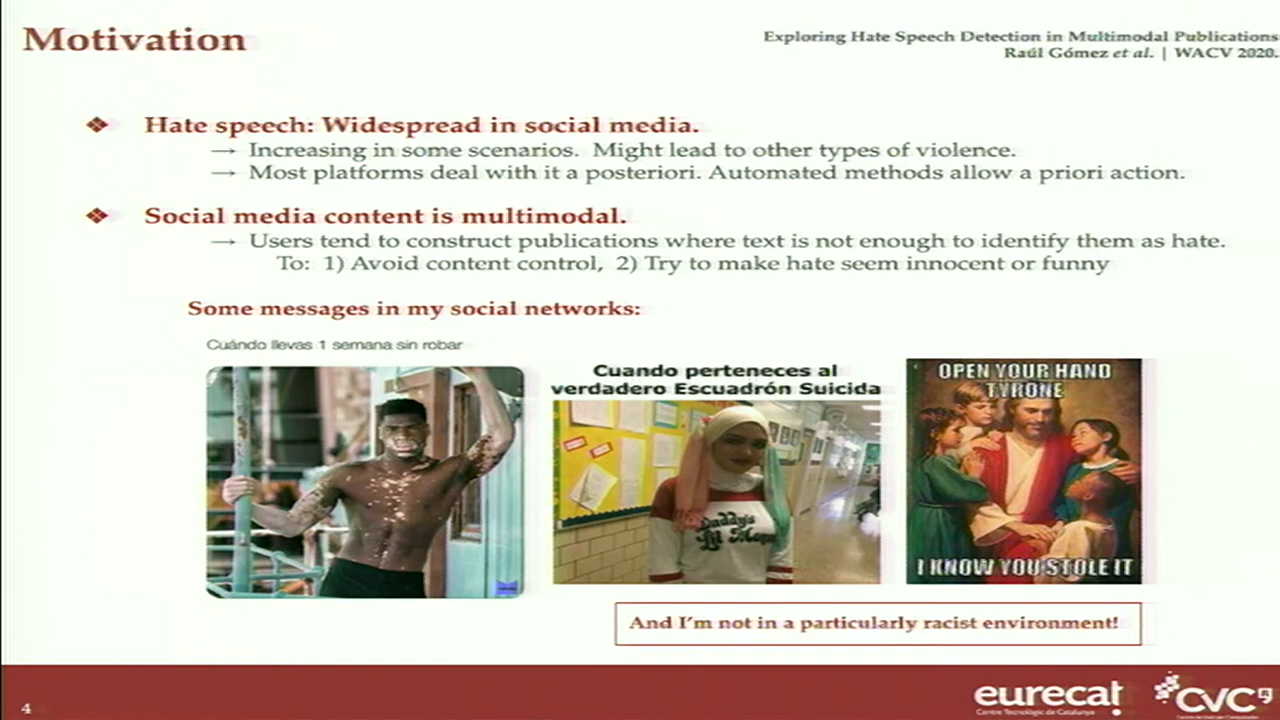 Motivation
Exploring Hate Speech Detection in Multimodal Publications
Raúl Gómez et al. | WACV 2020.
❖ Hate speech: Widespread in social media.
→ Increasing in some scenarios. Might lead to other types of violence.
→ Most platforms deal with it a posteriori. Automated methods allow a priori action.
❖ Social media content is multimodal.
→ Users tend to construct publications where text is not enough to identify them as hate.
To: 1) Avoid content control, 2) Try to make hate seem innocent or funny
Some messages in my social networks:
Cuándo llevas 1 semana sin robar
Cuando perteneces al
verdadero Escuadrón Suicida
Daddy's
Lil
OPEN YOUR HAND
TYRONE
I KNOW YOU STOLE IT
And I'm not in a particularly racist environment!
4
eurecat
Centre Tecnològic de Catalunya
CVC